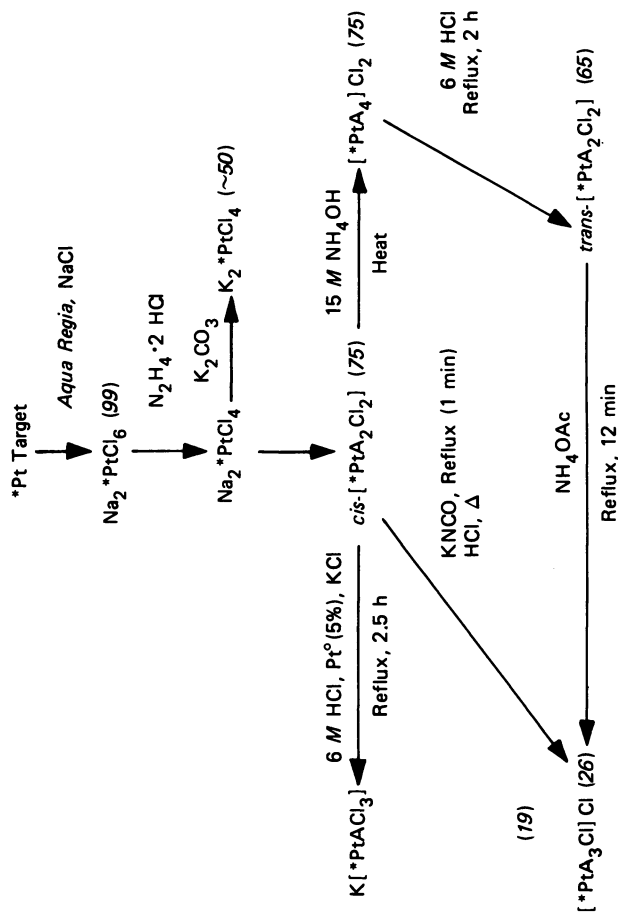 *Pt Target
Aqua Regia, NaCl
Na₂*PtCl₆ (99)
N₂H₄·2 HCl
Na₂*PtCl₄
K₂CO₃
K₂*PtCl₄ (~50)
cis-[*PtA₂Cl₂] (75)
15 M NH₄OH
Heat
[*PtA₄] Cl₂ (75)
6 M HCl, Pt° (5%), KCl
Reflux, 2.5 h
K[*PtACl₃]
KNCO, Reflux (1 min)
HCl, Δ
6 M HCl
Reflux, 2 h
(19)
[*PtA₃Cl] Cl (26)
NH₄OAc
Reflux, 12 min
trans-[*PtA₂Cl₂] (65)